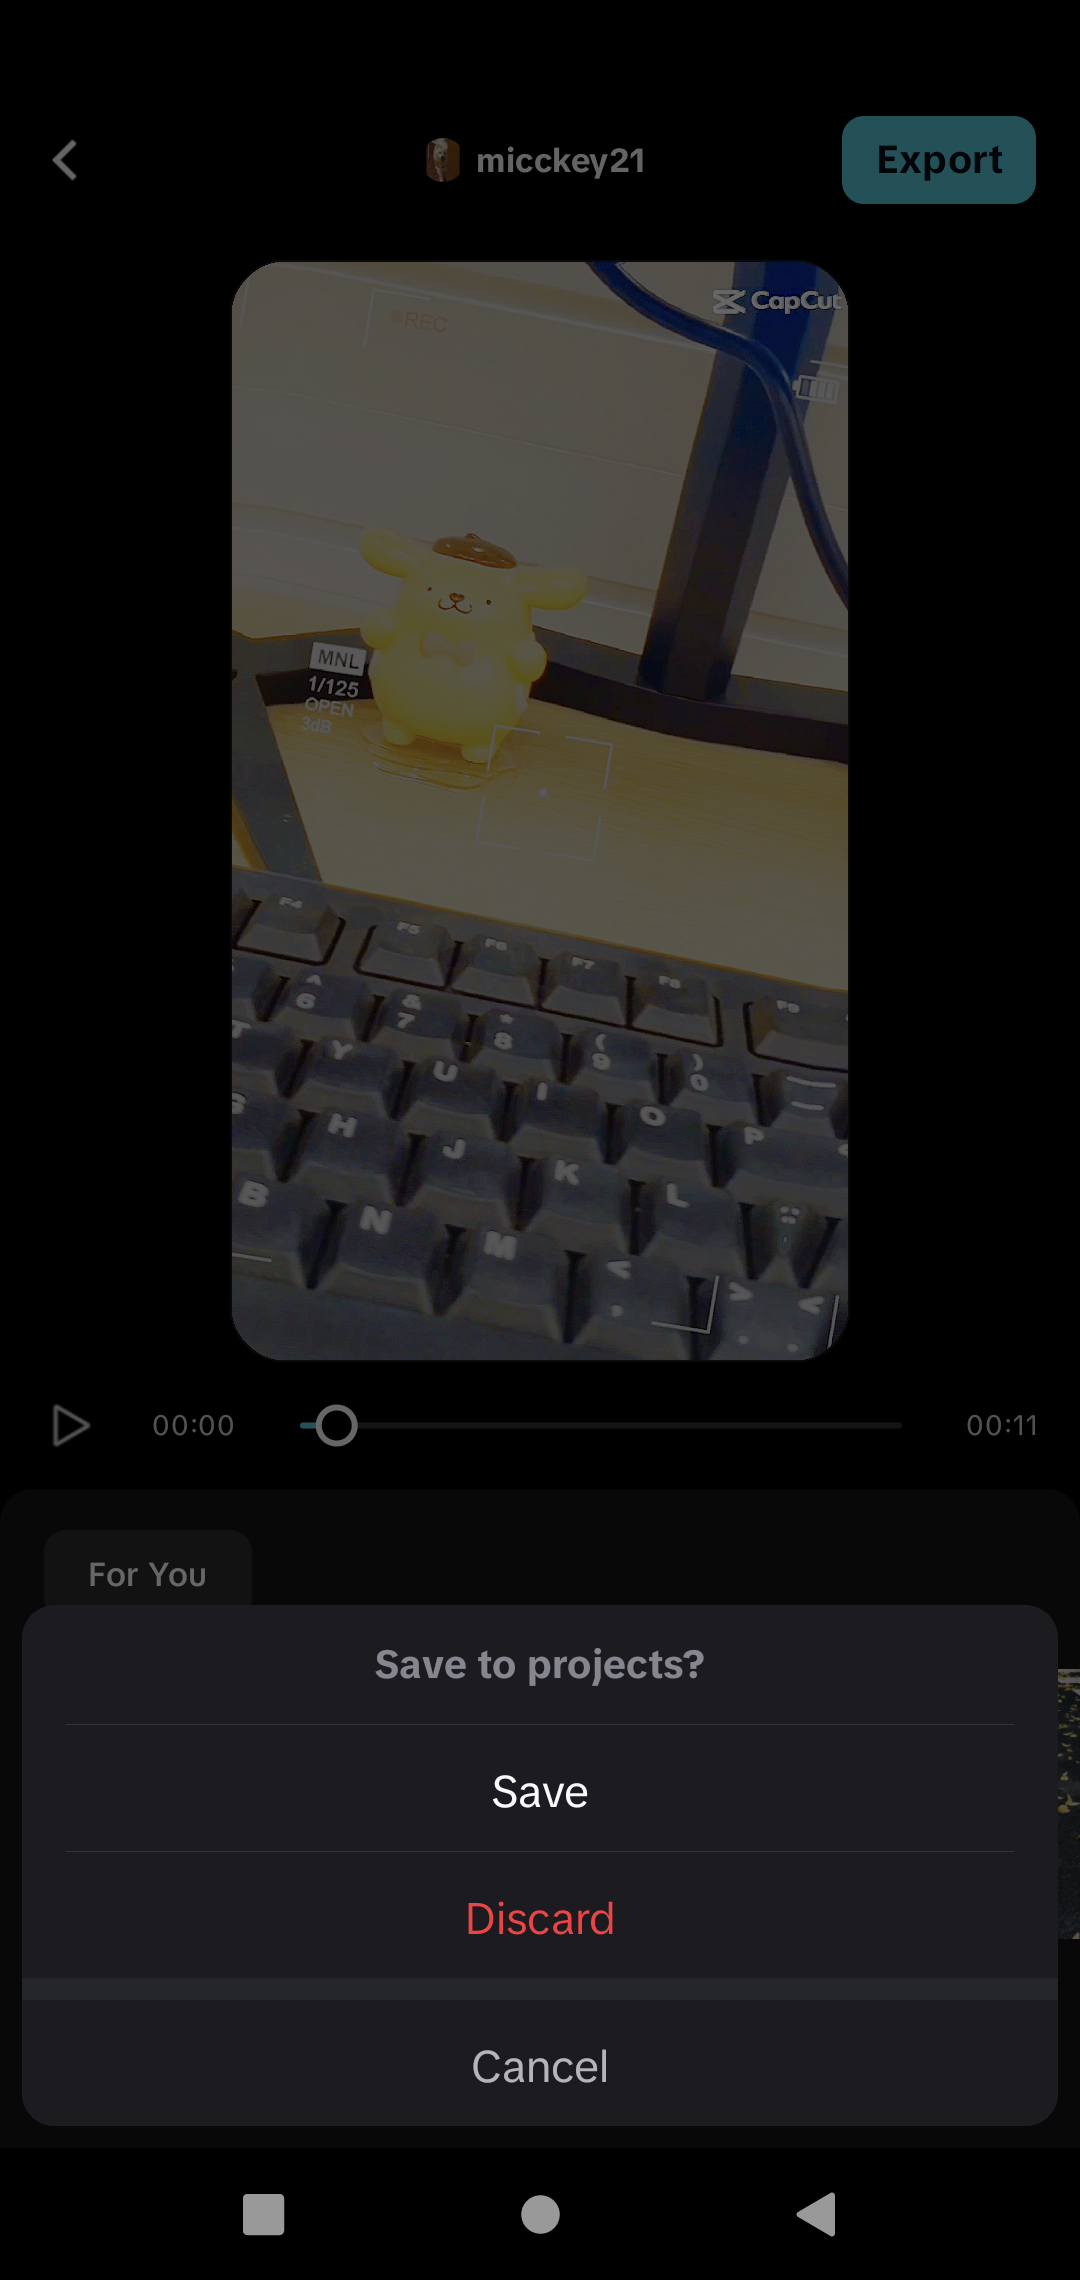 micckey21
Export
CapCut
REC
MNL
1/125
OPEN
3dB
F4
F5
F6
F7
F8
F9
^
6
&
7
*
8
(
9
)
0
T
Y
U
I
O
P
H
J
K
L
B
N
M
<
,
>
.
<
00:00
00:11
For You
Save to projects?
Save
Discard
Cancel